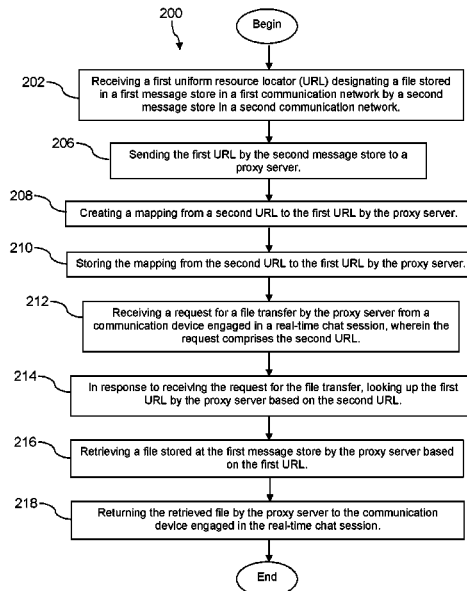 200
Begin
202
Receiving a first uniform resource locator (URL) designating a file stored
in a first message store in a first communication network by a second
message store in a second communication network.
206
Sending the first URL by the second message store to a
proxy server.
208
Creating a mapping from a second URL to the first URL by the proxy server.
210
Storing the mapping from the second URL to the first URL by the proxy server.
212
Receiving a request for a file transfer by the proxy server from a
communication device engaged in a real-time chat session, wherein
the request comprises the second URL.
214
In response to receiving the request for the file transfer, looking up the first
URL by the proxy server based on the second URL.
216
Retrieving a file stored at the first message store by the proxy server based
on the first URL.
218
Returning the retrieved file by the proxy server to the communication
device engaged in the real-time chat session.
End